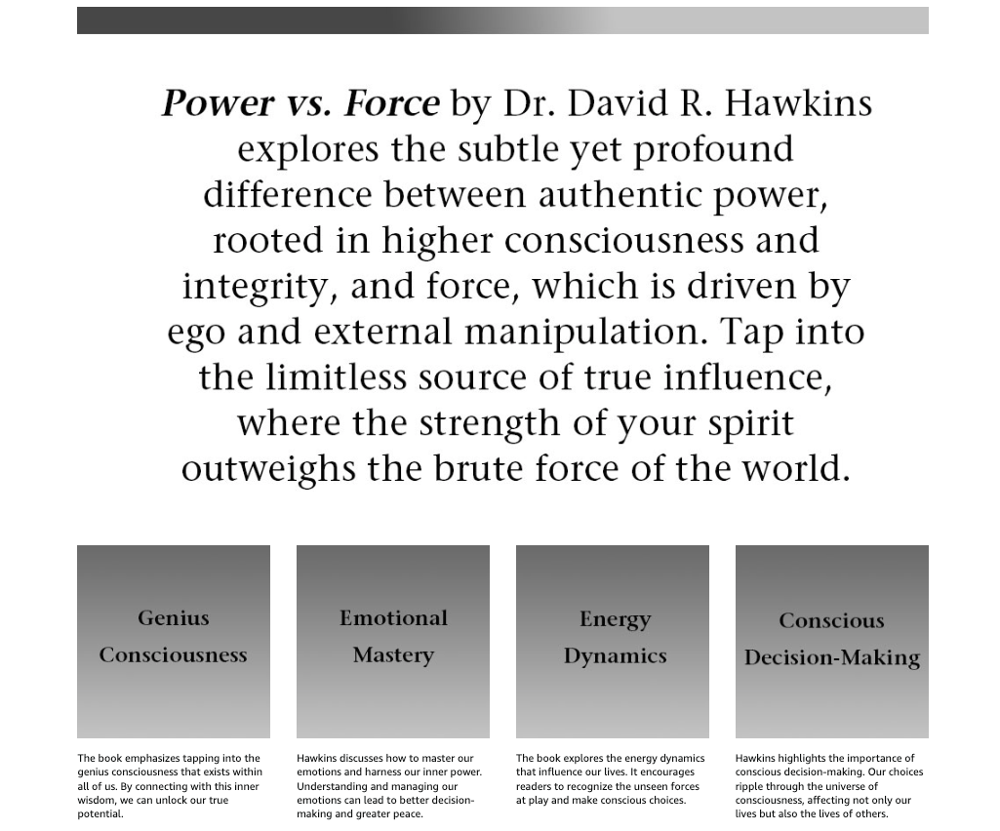 Power vs. Force by Dr. David R. Hawkins
explores the subtle yet profound
difference between authentic power,
rooted in higher consciousness and
integrity, and force, which is driven by
ego and external manipulation. Tap into
the limitless source of true influence,
where the strength of your spirit
outweighs the brute force of the world.
Genius
Consciousness
The book emphasizes tapping into the
genius consciousness that exists within
all of us. By connecting with this inner
wisdom, we can unlock our true
potential.
Emotional
Mastery
Hawkins discusses how to master our
emotions and harness our inner power.
Understanding and managing our
emotions can lead to better decision-
making and greater peace.
Energy
Dynamics
The book explores the energy dynamics
that influence our lives. It encourages
readers to recognize the unseen forces
at play and make conscious choices.
Conscious
Decision-Making
Hawkins highlights the importance of
conscious decision-making. Our choices
ripple through the universe of
consciousness, affecting not only our
lives but also the lives of others.